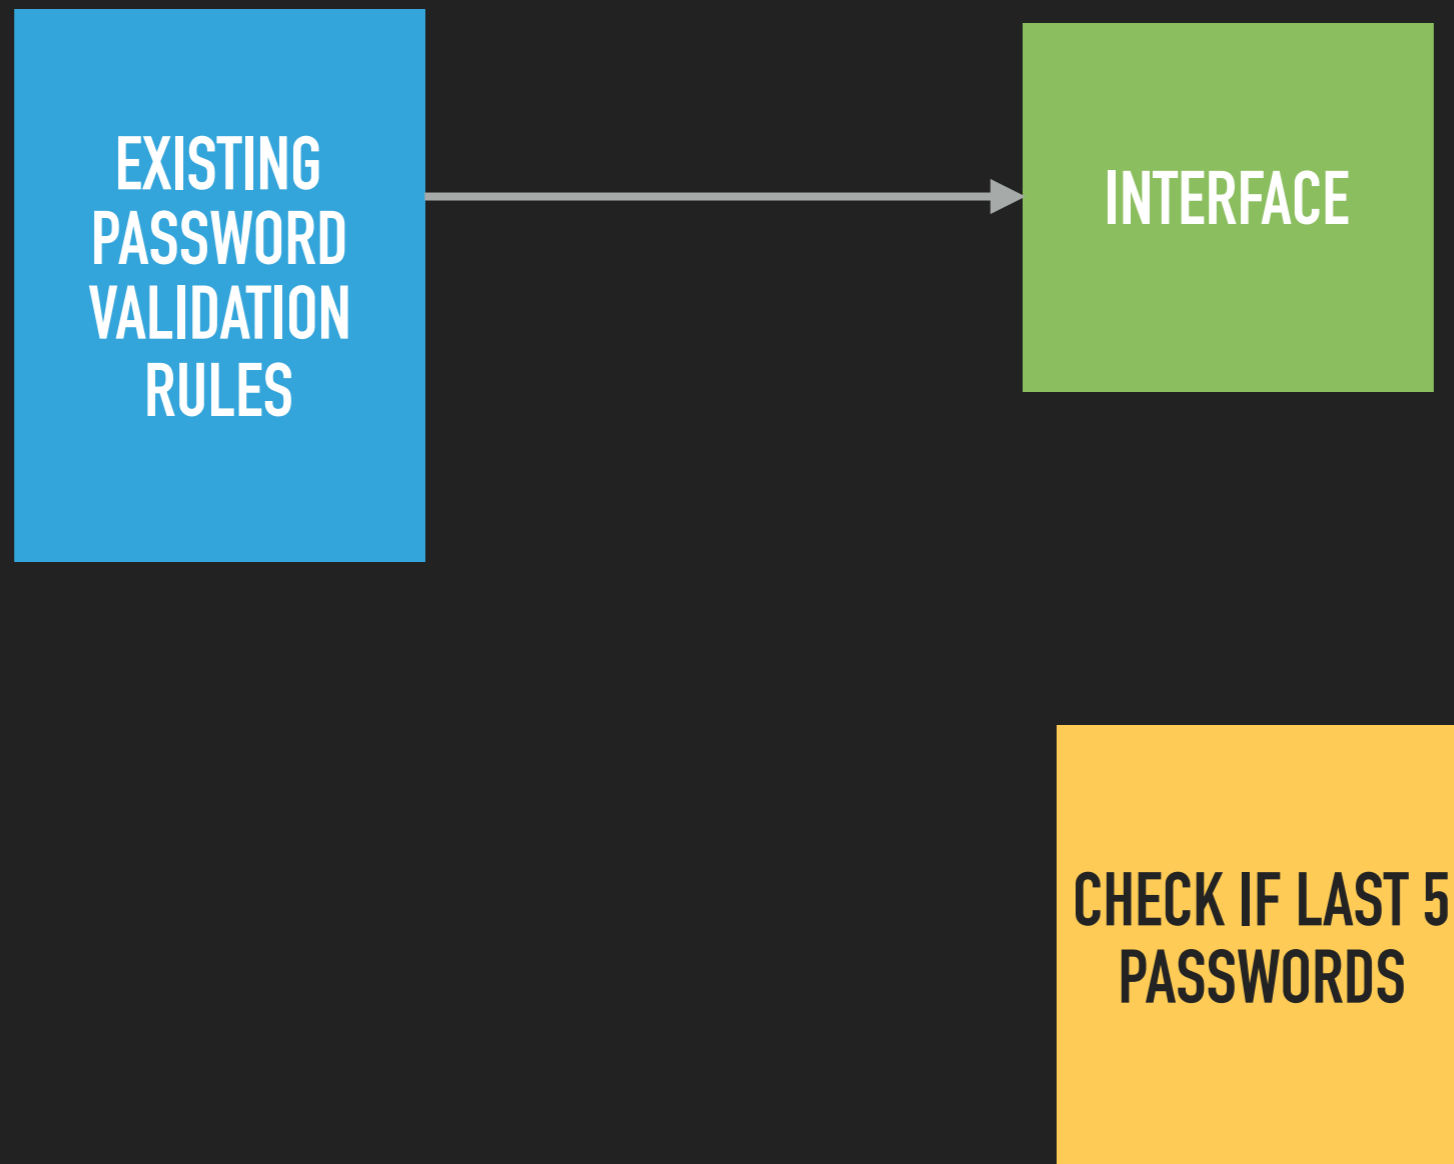 EXISTING
PASSWORD
VALIDATION
RULES
INTERFACE
CHECK IF LAST 5
PASSWORDS